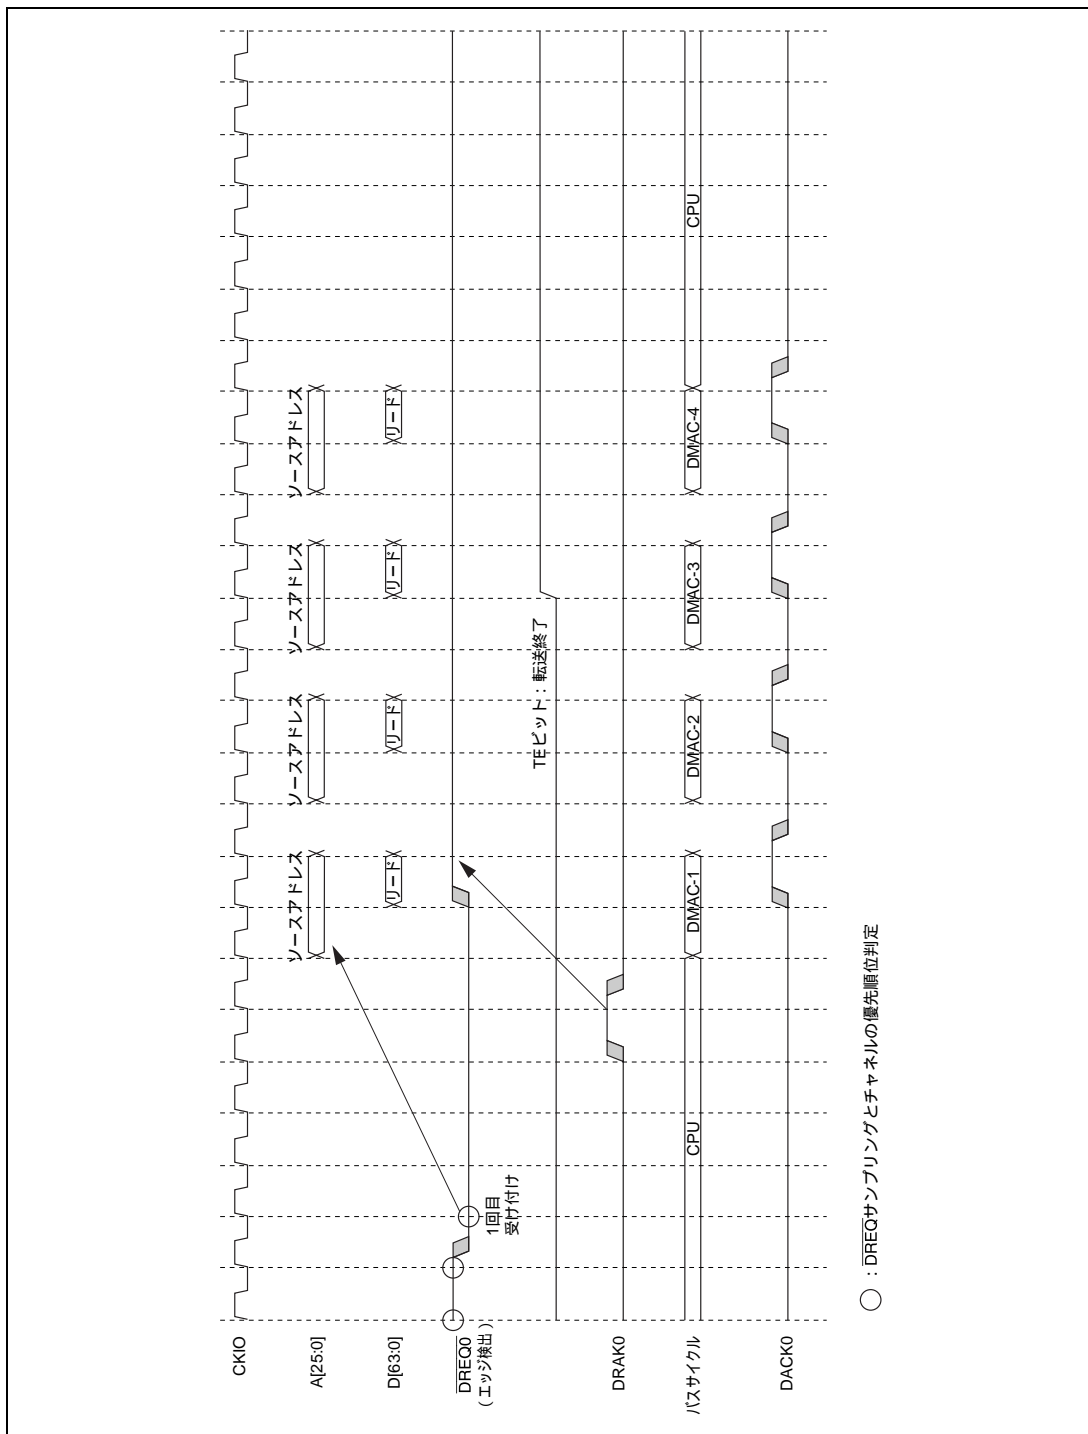 CKIO
A[25:0]
ソースアドレス
ソースアドレス
ソースアドレス
ソースアドレス
D[63:0]
リード
リード
リード
リード
DREQ0
(エッジ検出)
1回目
受け付け
TEビット:転送終了
DRAK0
バスサイクル
CPU
DMAC-1
DMAC-2
DMAC-3
DMAC-4
CPU
DACK0
:DREQサンプリングとチャネルの優先順位判定